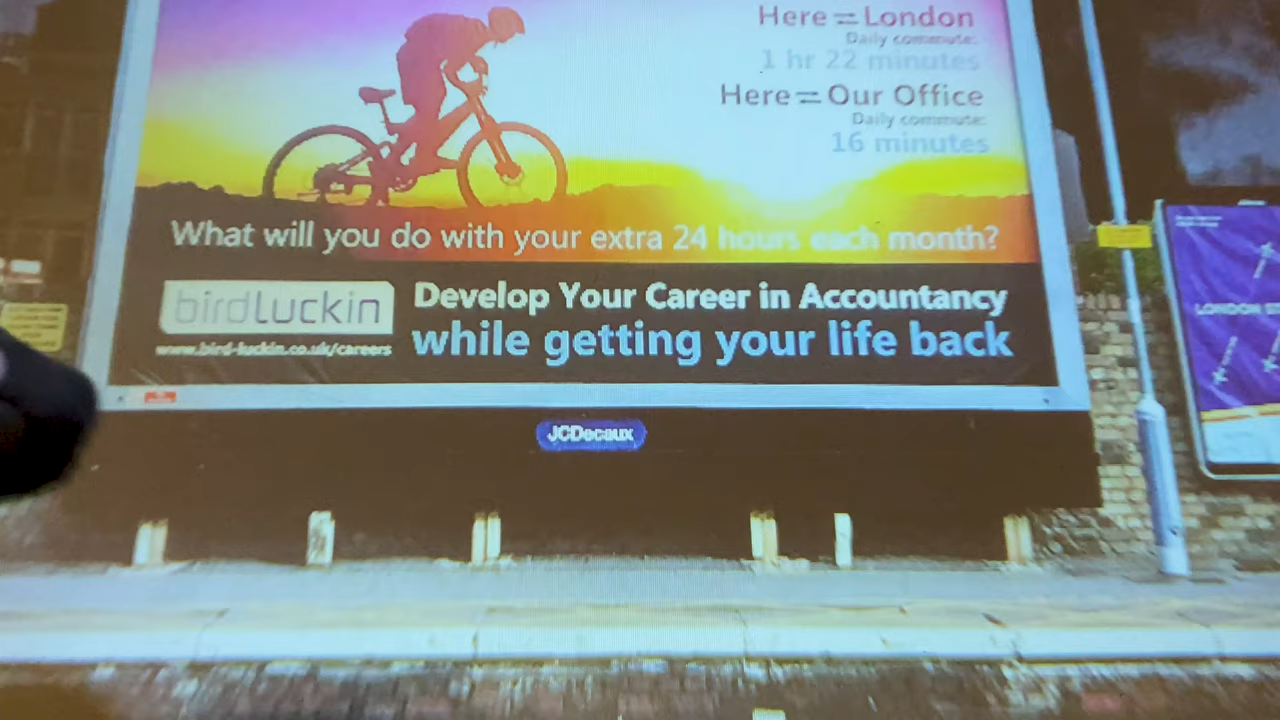 Here ⇌ London
Daily commute:
1 hr 22 minutes
Here ⇌ Our Office
Daily commute:
16 minutes
What will you do with your extra 24 hours each month?
birdluckin
Develop Your Career in Accountancy
www.bird-luckin.co.uk/careers
while getting your life back
JCDecaux
LONDON